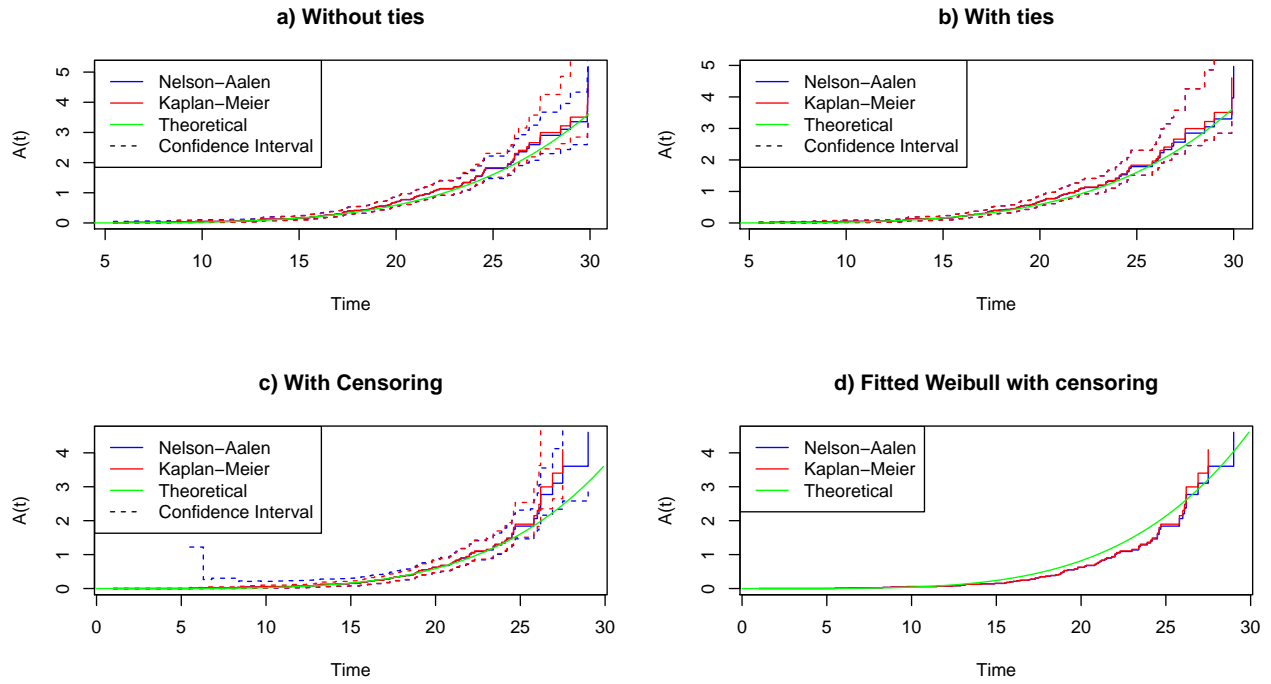 a) Without ties
A(t)
5
4
3
2
1
0
Nelson−Aalen
Kaplan−Meier
Theoretical
Confidence Interval
5 10 15 20 25 30
Time
b) With ties
A(t)
5
4
3
2
1
0
Nelson−Aalen
Kaplan−Meier
Theoretical
Confidence Interval
5 10 15 20 25 30
Time
c) With Censoring
A(t)
4
3
2
1
0
Nelson−Aalen
Kaplan−Meier
Theoretical
Confidence Interval
0 5 10 15 20 25 30
Time
d) Fitted Weibull with censoring
A(t)
4
3
2
1
0
Nelson−Aalen
Kaplan−Meier
Theoretical
0 5 10 15 20 25 30
Time